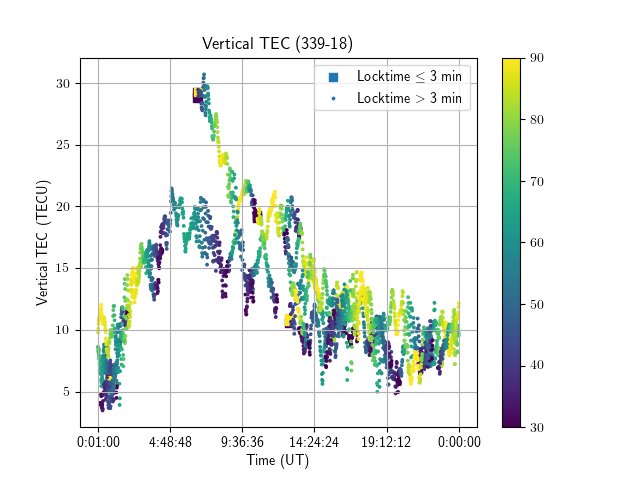 Vertical TEC (339-18)
Locktime ≤ 3 min
Locktime > 3 min
Vertical TEC (TECU)
30
25
20
15
10
5
0:01:00 4:48:48 9:36:36 14:24:24 19:12:12 0:00:00
Time (UT)
90
80
70
60
50
40
30